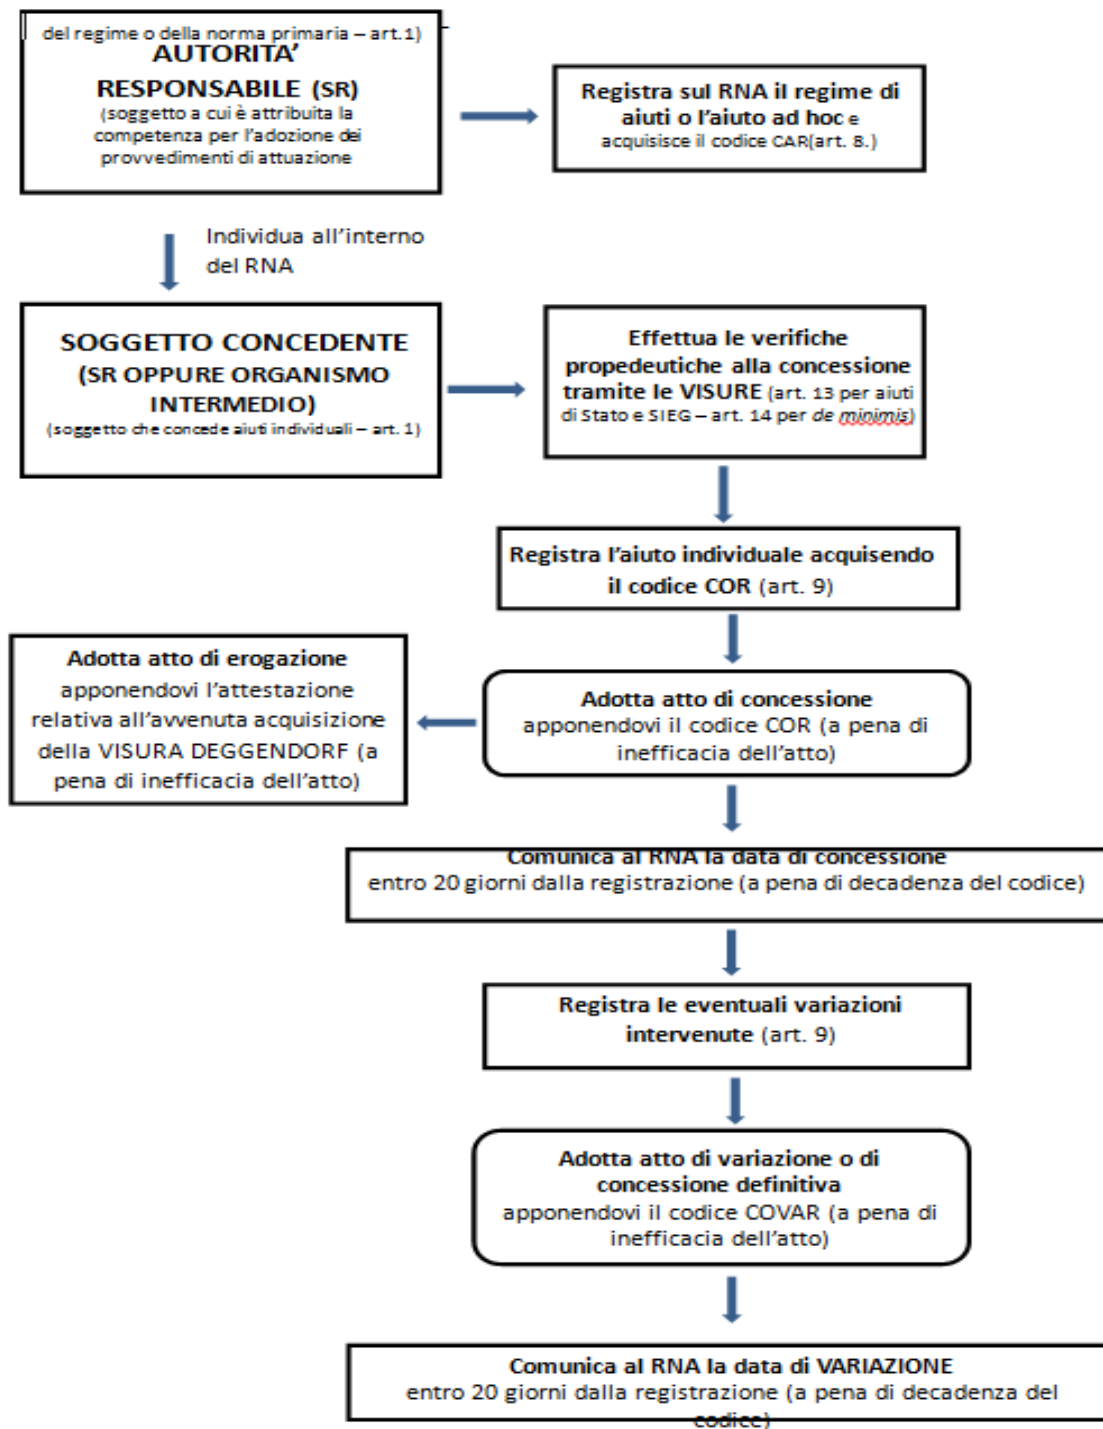 del regime o della norma primaria – art.1)
AUTORITA’
RESPONSABILE (SR)
(soggetto a cui è attribuita la
competenza per l’adozione dei
provvedimenti di attuazione
Registra sul RNA il regime di
aiuti o l’aiuto ad hoc e
acquisisce il codice CAR(art. 8.)
Individua all’interno
del RNA
SOGGETTO CONCEDENTE
(SR OPPURE ORGANISMO
INTERMEDIO)
(soggetto che concede aiuti individuali – art. 1)
Effettua le verifiche
propedeutiche alla concessione
tramite le VISURE (art. 13 per aiuti
di Stato e SIEG – art. 14 per de minimis)
Registra l’aiuto individuale acquisendo
il codice COR (art. 9)
Adotta atto di erogazione
apponendovi l’attestazione
relativa all’avvenuta acquisizione
della VISURA DEGGENDORF (a
pena di inefficacia dell’atto)
Adotta atto di concessione
apponendovi il codice COR (a pena di
inefficacia dell’atto)
Comunica al RNA la data di concessione
entro 20 giorni dalla registrazione (a pena di decadenza del codice)
Registra le eventuali variazioni
intervenute (art. 9)
Adotta atto di variazione o di
concessione definitiva
apponendovi il codice COVAR (a pena di
inefficacia dell’atto)
Comunica al RNA la data di VARIAZIONE
entro 20 giorni dalla registrazione (a pena di decadenza del
codice)